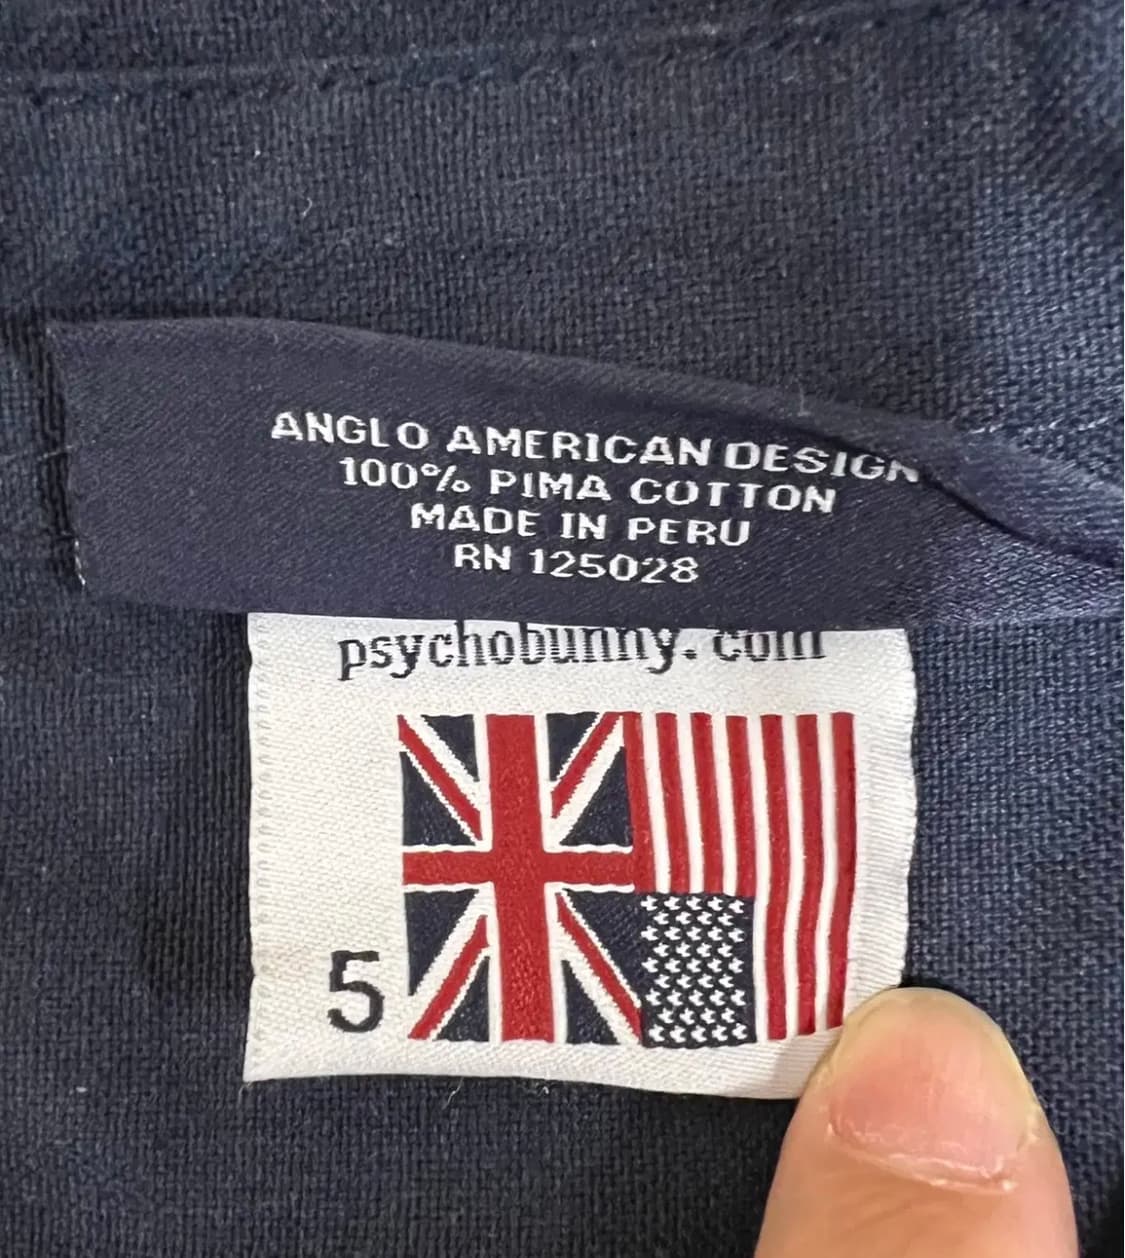 ANGLO AMERICAN DESIGN
100% PIMA COTTON
MADE IN PERU
RN 125028
psychobunny.com
5